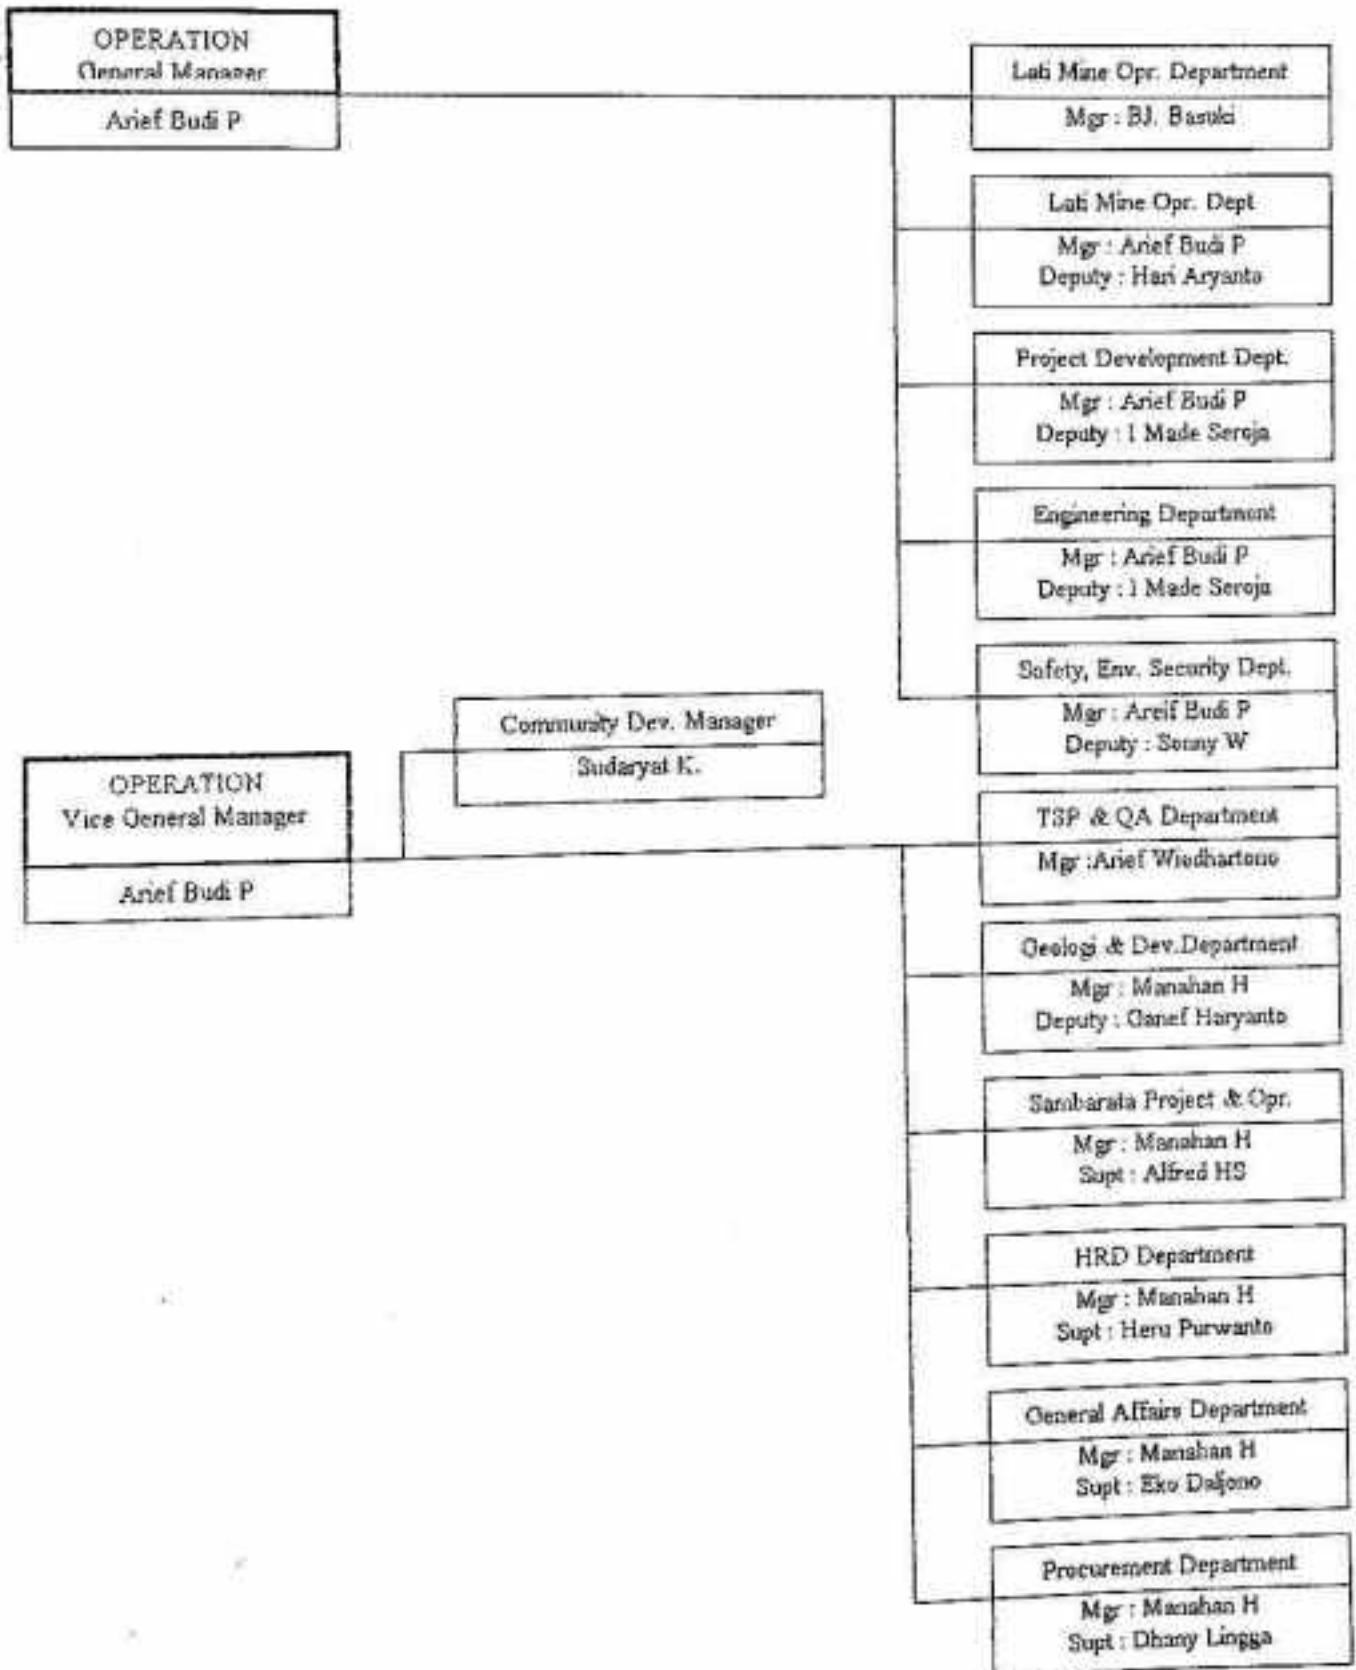 OPERATION
General Manager
Arief Budi P
Lati Mine Opr. Department
Mgr : BJ. Basuki
Lati Mine Opr. Dept
Mgr : Arief Budi P
Deputy : Hari Aryanto
Project Development Dept.
Mgr : Arief Budi P
Deputy : I Made Seroja
Engineering Department
Mgr : Arief Budi P
Deputy : I Made Seroja
Safety, Env. Security Dept.
Mgr : Areif Budi P
Deputy : Sonny W
Community Dev. Manager
Sudaryat K.
OPERATION
Vice General Manager
Arief Budi P
TSP & QA Department
Mgr :Arief Wiedhartono
Geologi & Dev.Department
Mgr : Manahan H
Deputy : Ganef Haryanto
Sambarata Project & Opr.
Mgr : Manahan H
Supt : Alfred HS
HRD Department
Mgr : Manahan H
Supt : Heru Purwanto
General Affairs Department
Mgr : Manahan H
Supt : Eko Daljono
Procurement Department
Mgr : Manahan H
Supt : Dhany Lingga